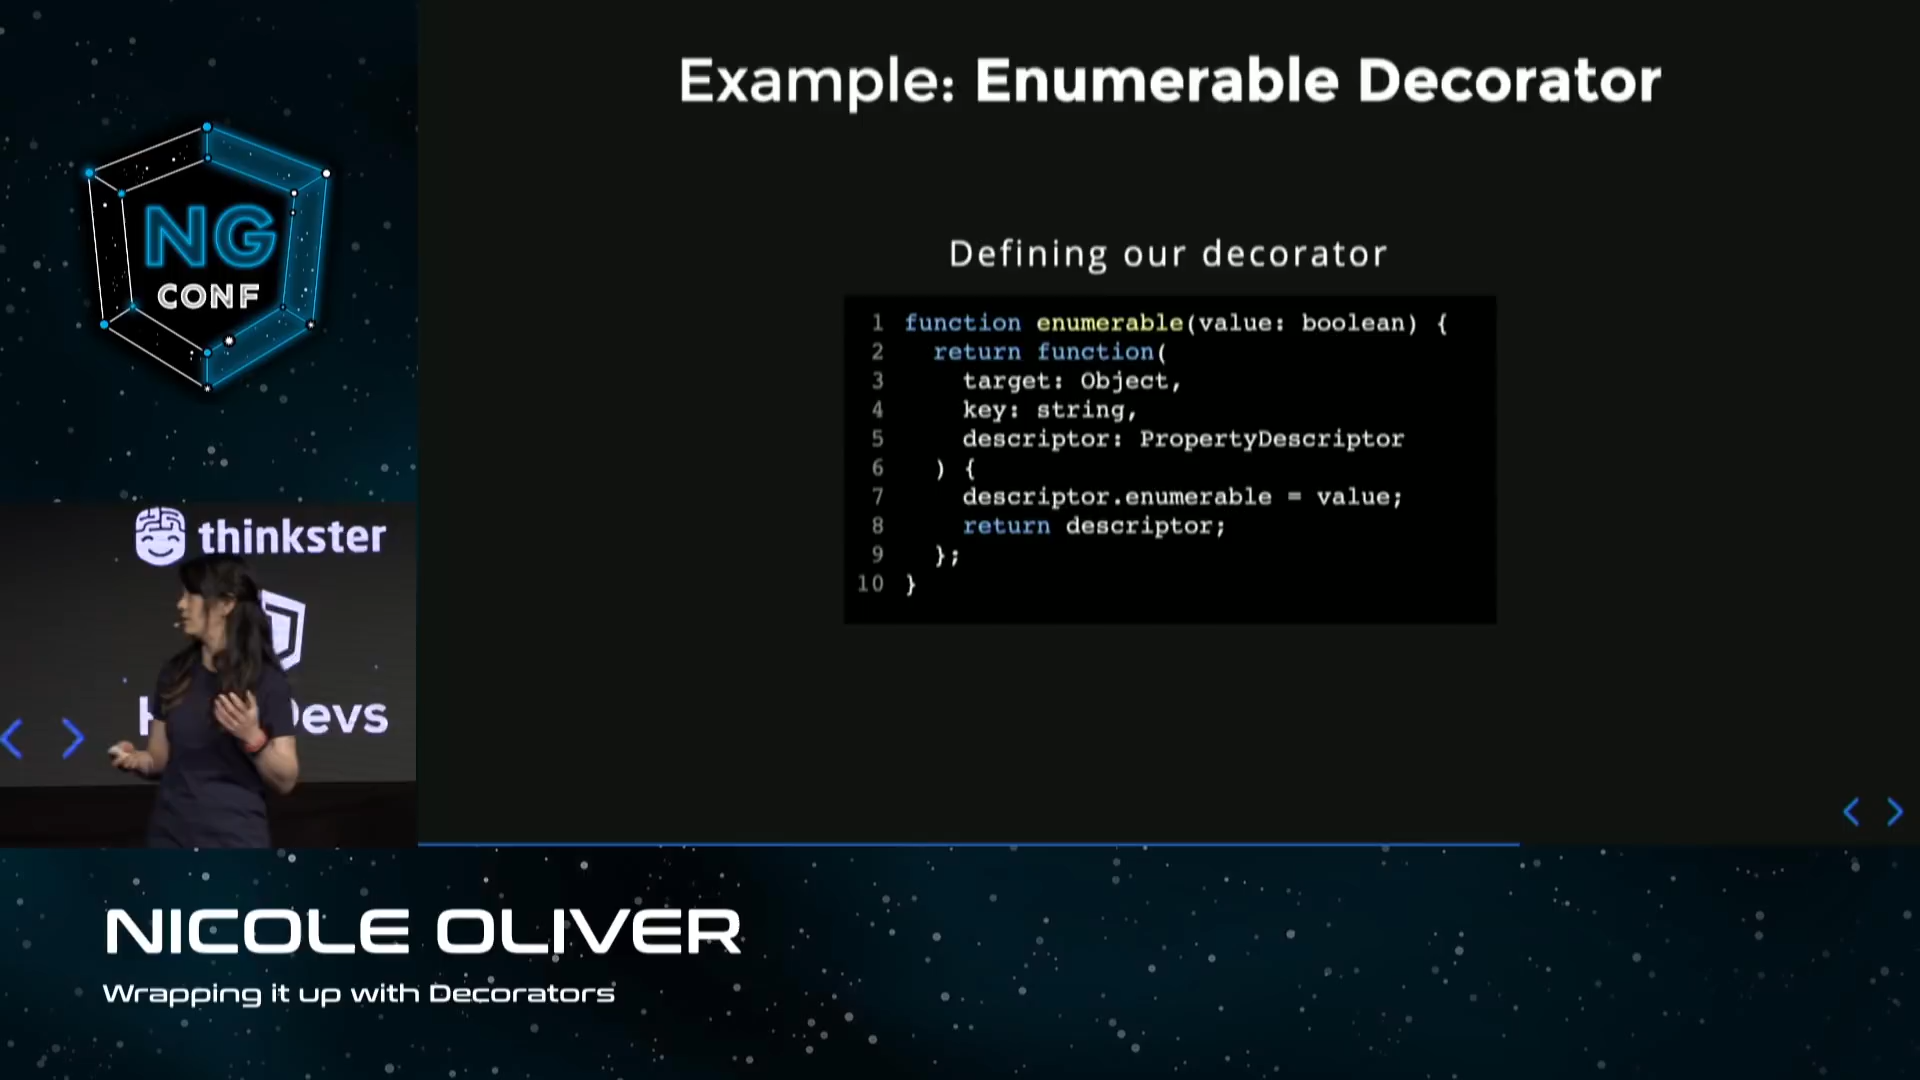 Example: Enumerable Decorator
NG
CONF
Defining our decorator
1 function enumerable(value: boolean) {
2   return function(
3     target: Object,
4     key: string,
5     descriptor: PropertyDescriptor
6   ) {
7     descriptor.enumerable = value;
8     return descriptor;
9   };
10 }
thinkster
NICOLE OLIVER
Wrapping it up with Decorators